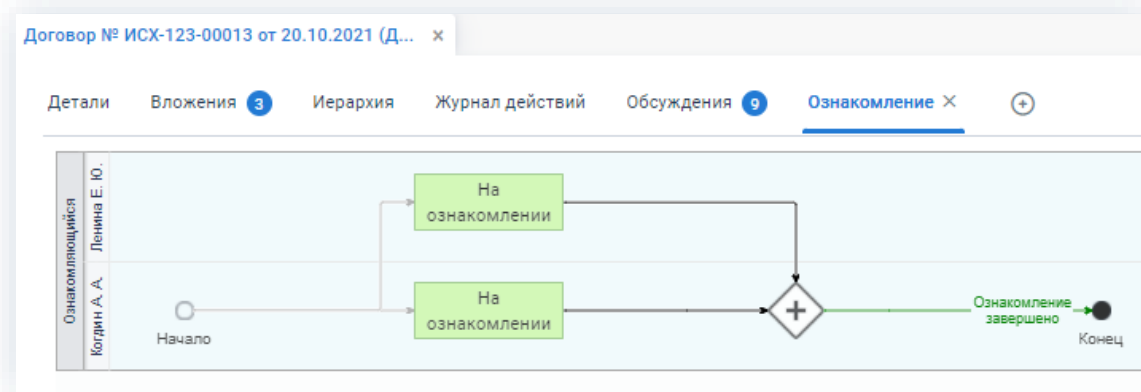 Договор № ИСХ-123-00013 от 20.10.2021 (Д... ×
Детали Вложения 3 Иерархия Журнал действий Обсуждения 9 Ознакомление ×
Ознакомляющийся
Ленина Е. Ю.
На
ознакомлении
Когдин А. А.
Начало
На
ознакомлении
Ознакомление
завершено
Конец